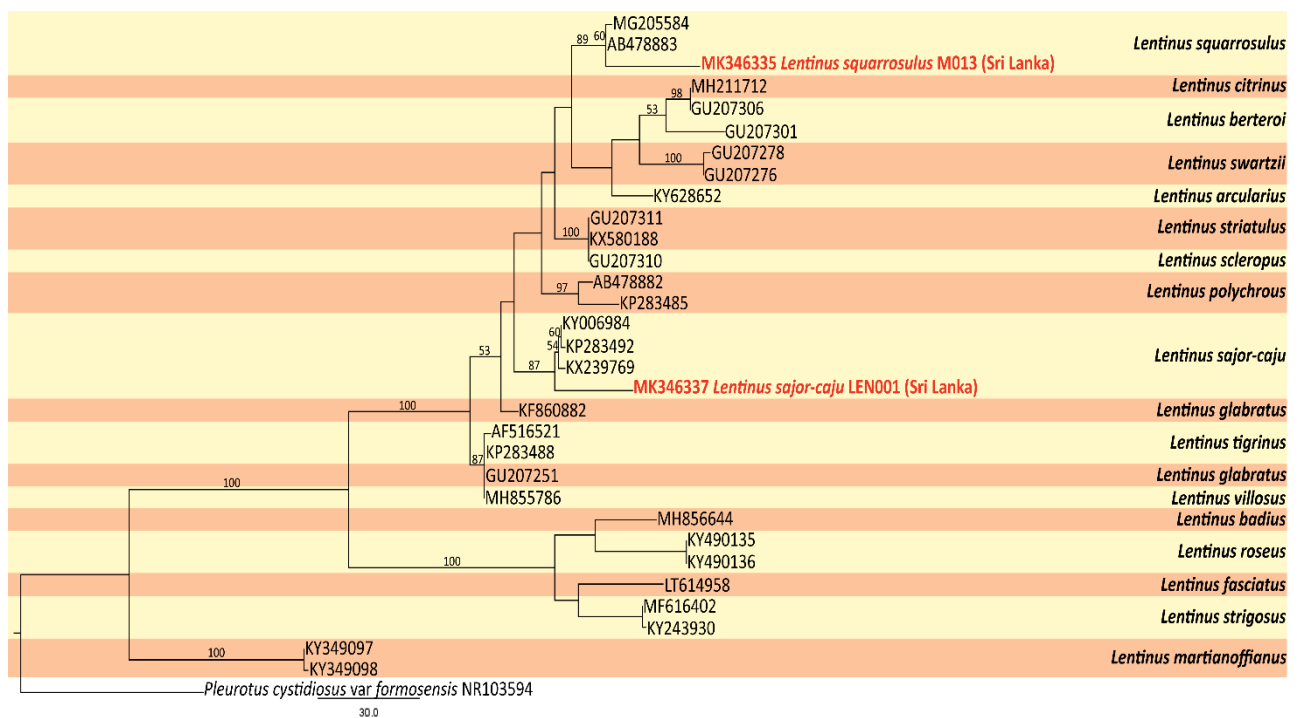 MG205584
89 60
AB478883
Lentinus squarrosulus
MK346335 Lentinus squarrosulus M013 (Sri Lanka)
MH211712
Lentinus citrinus
98
GU207306
53
Lentinus berteroi
GU207301
GU207278
100
Lentinus swartzii
GU207276
KY628652
Lentinus arcularius
GU207311
Lentinus striatulus
100
KX580188
GU207310
Lentinus scleropus
AB478882
97
Lentinus polychrous
KP283485
KY006984
60
54
KP283492
Lentinus sajor-caju
53
87
KX239769
MK346337 Lentinus sajor-caju LEN001 (Sri Lanka)
100
KF860882
Lentinus glabratus
AF516521
Lentinus tigrinus
KP283488
87
GU207251
Lentinus glabratus
100
MH855786
Lentinus villosus
MH856644
Lentinus badius
KY490135
Lentinus roseus
100
KY490136
LT614958
Lentinus fasciatus
MF616402
Lentinus strigosus
KY243930
100
KY349097
Lentinus martianoffianus
KY349098
Pleurotus cystidiosus var formosensis NR103594
30.0